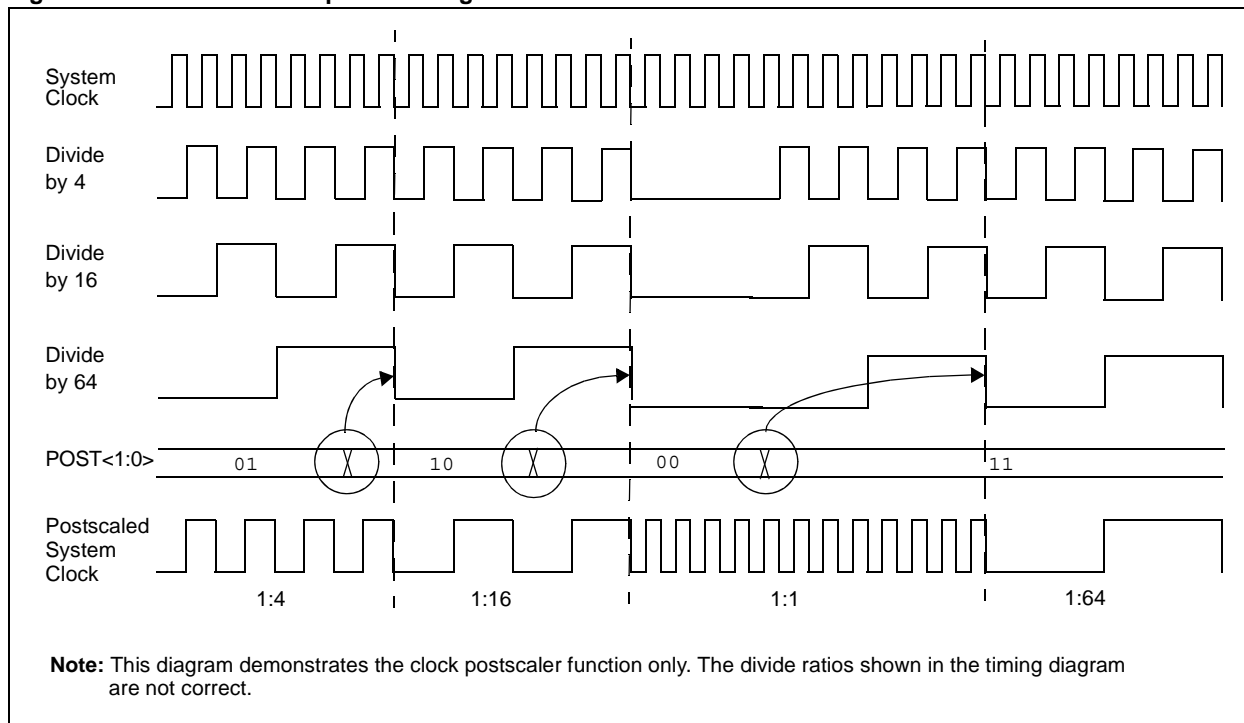 System
Clock
Divide
by 4
Divide
by 16
Divide
by 64
POST<1:0>
01
10
00
11
Postscaled
System
Clock
1:4
1:16
1:1
1:64
Note: This diagram demonstrates the clock postscaler function only. The divide ratios shown in the timing diagram
are not correct.